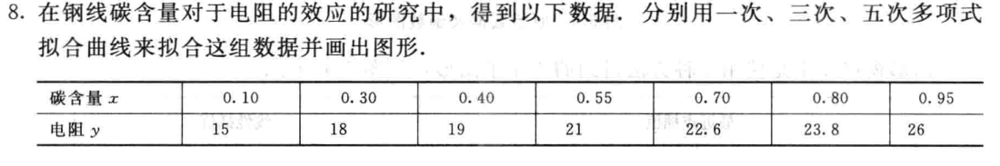 8. 在钢线碳含量对于电阻的效应的研究中，得到以下数据．分别用一次、三次、五次多项式
拟合曲线来拟合这组数据并画出图形．
碳含量 x 0.10 0.30 0.40 0.55 0.70 0.80 0.95
电阻 y 15 18 19 21 22.6 23.8 26